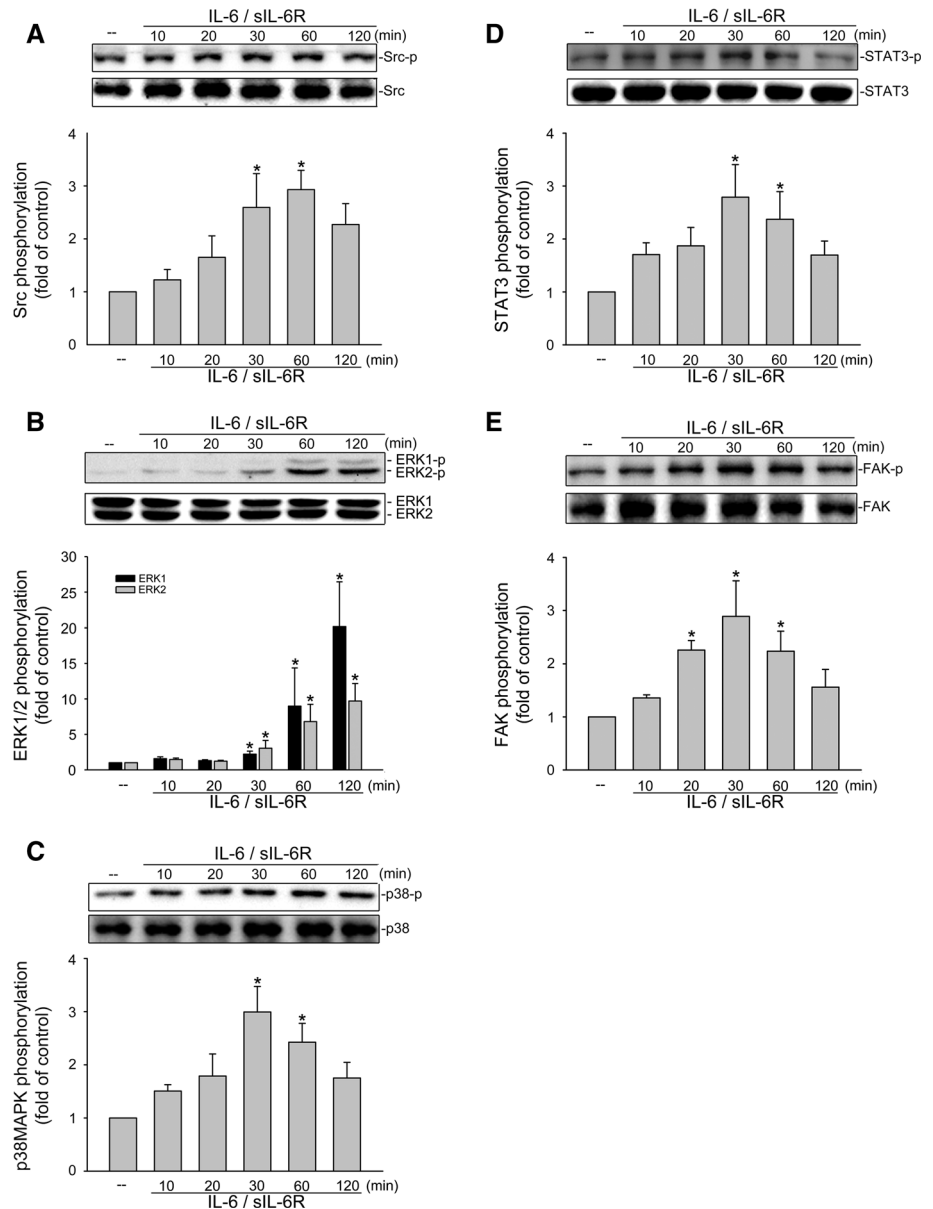 A
IL-6 / sIL-6R
-- 10 20 30 60 120 (min)
-Src-p
-Src
4
3
2
1
0
Src phosphorylation
(fold of control)
* *
-- 10 20 30 60 120 (min)
IL-6 / sIL-6R
B
IL-6 / sIL-6R
-- 10 20 30 60 120 (min)
- ERK1-p
- ERK2-p
- ERK1
- ERK2
30
25
20
15
10
5
0
ERK1/2 phosphorylation
(fold of control)
ERK1
ERK2
* * * * * *
-- 10 20 30 60 120 (min)
IL-6 / sIL-6R
C
IL-6 / sIL-6R
-- 10 20 30 60 120 (min)
-p38-p
-p38
4
3
2
1
0
p38MAPK phosphorylation
(fold of control)
* *
-- 10 20 30 60 120 (min)
IL-6 / sIL-6R
D
IL-6 / sIL-6R
-- 10 20 30 60 120 (min)
-STAT3-p
-STAT3
4
3
2
1
0
STAT3 phosphorylation
(fold of control)
* *
-- 10 20 30 60 120 (min)
IL-6 / sIL-6R
E
IL-6 / sIL-6R
-- 10 20 30 60 120 (min)
-FAK-p
-FAK
4
3
2
1
0
FAK phosphorylation
(fold of control)
* * *
-- 10 20 30 60 120 (min)
IL-6 / sIL-6R